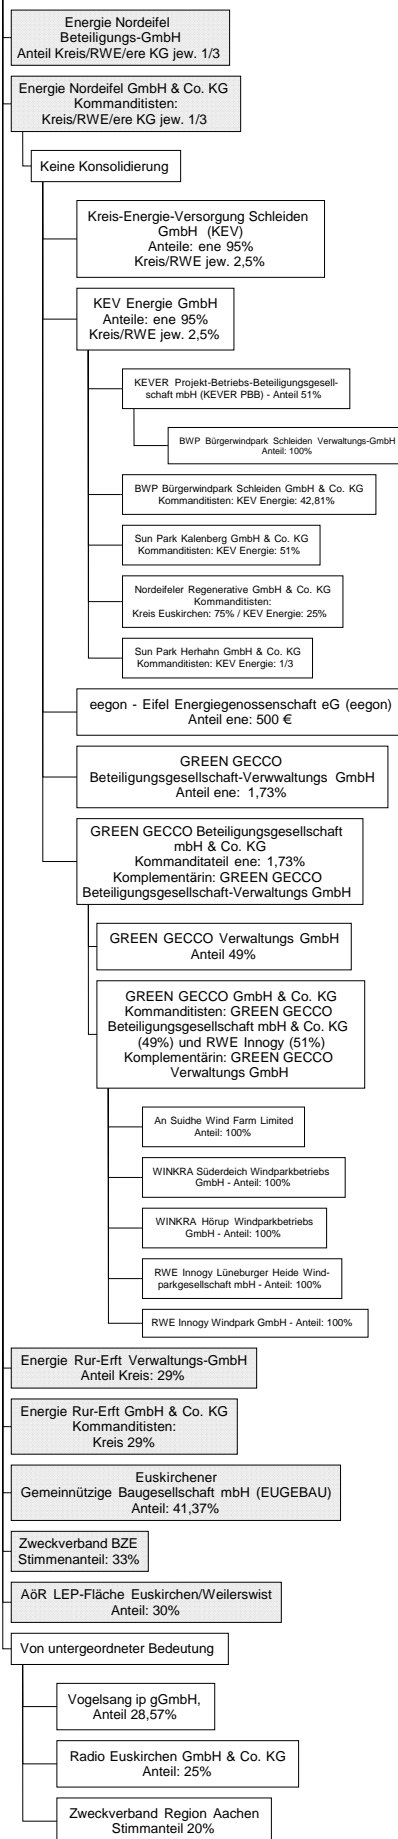 Energie Nordeifel
Beteiligungs-GmbH
Anteil Kreis/RWE/ere KG jew. 1/3
Energie Nordeifel GmbH & Co. KG
Kommanditisten:
Kreis/RWE/ere KG jew. 1/3
Keine Konsolidierung
Kreis-Energie-Versorgung Schleiden
GmbH (KEV)
Anteile: ene 95%
Kreis/RWE jew. 2,5%
KEV Energie GmbH
Anteile: ene 95%
Kreis/RWE jew. 2,5%
KEVER Projekt-Betriebs-Beteiligungsgesell-
schaft mbH (KEVER PBB) - Anteil 51%
BWP Bürgerwindpark Schleiden Verwaltungs-GmbH
Anteil: 100%
BWP Bürgerwindpark Schleiden GmbH & Co. KG
Kommanditisten: KEV Energie: 42,81%
Sun Park Kalenberg GmbH & Co. KG
Kommanditisten: KEV Energie: 51%
Nordeifeler Regenerative GmbH & Co. KG
Kommanditisten:
Kreis Euskirchen: 75% / KEV Energie: 25%
Sun Park Herhahn GmbH & Co. KG
Kommanditisten: KEV Energie: 1/3
eegon - Eifel Energiegenossenschaft eG (eegon)
Anteil ene: 500 €
GREEN GECCO
Beteiligungsgesellschaft-Verwwaltungs GmbH
Anteil ene: 1,73%
GREEN GECCO Beteiligungsgesellschaft
mbH & Co. KG
Kommanditateil ene: 1,73%
Komplementärin: GREEN GECCO
Beteiligungsgesellschaft-Verwaltungs GmbH
GREEN GECCO Verwaltungs GmbH
Anteil 49%
GREEN GECCO GmbH & Co. KG
Kommanditisten: GREEN GECCO
Beteiligungsgesellschaft mbH & Co. KG
(49%) und RWE Innogy (51%)
Komplementärin: GREEN GECCO
Verwaltungs GmbH
An Suidhe Wind Farm Limited
Anteil: 100%
WINKRA Süderdeich Windparkbetriebs
GmbH - Anteil: 100%
WINKRA Hörup Windparkbetriebs
GmbH - Anteil: 100%
RWE Innogy Lüneburger Heide Wind-
parkgesellschaft mbH - Anteil: 100%
RWE Innogy Windpark GmbH - Anteil: 100%
Energie Rur-Erft Verwaltungs-GmbH
Anteil Kreis: 29%
Energie Rur-Erft GmbH & Co. KG
Kommanditisten:
Kreis 29%
Euskirchener
Gemeinnützige Baugesellschaft mbH (EUGEBAU)
Anteil: 41,37%
Zweckverband BZE
Stimmenanteil: 33%
AöR LEP-Fläche Euskirchen/Weilerswist
Anteil: 30%
Von untergeordneter Bedeutung
Vogelsang ip gGmbH,
Anteil 28,57%
Radio Euskirchen GmbH & Co. KG
Anteil: 25%
Zweckverband Region Aachen
Stimmanteil 20%